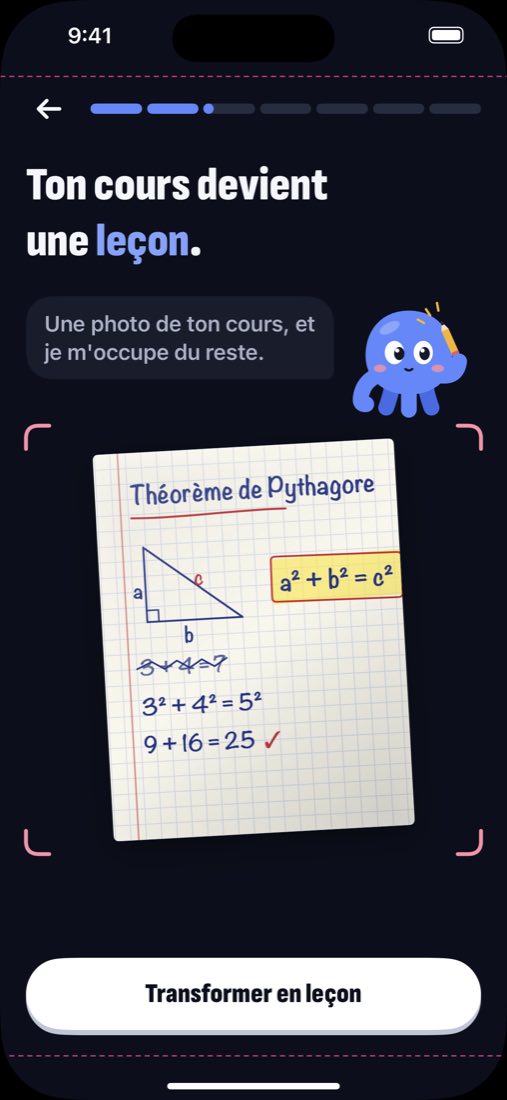 9:41
Ton cours devient
une leçon.
Une photo de ton cours, et
je m'occupe du reste.
Théorème de Pythagore
c
a
a² + b² = c²
b
3+4=7
3² + 4² = 5²
9 + 16 = 25 ✓
Transformer en leçon